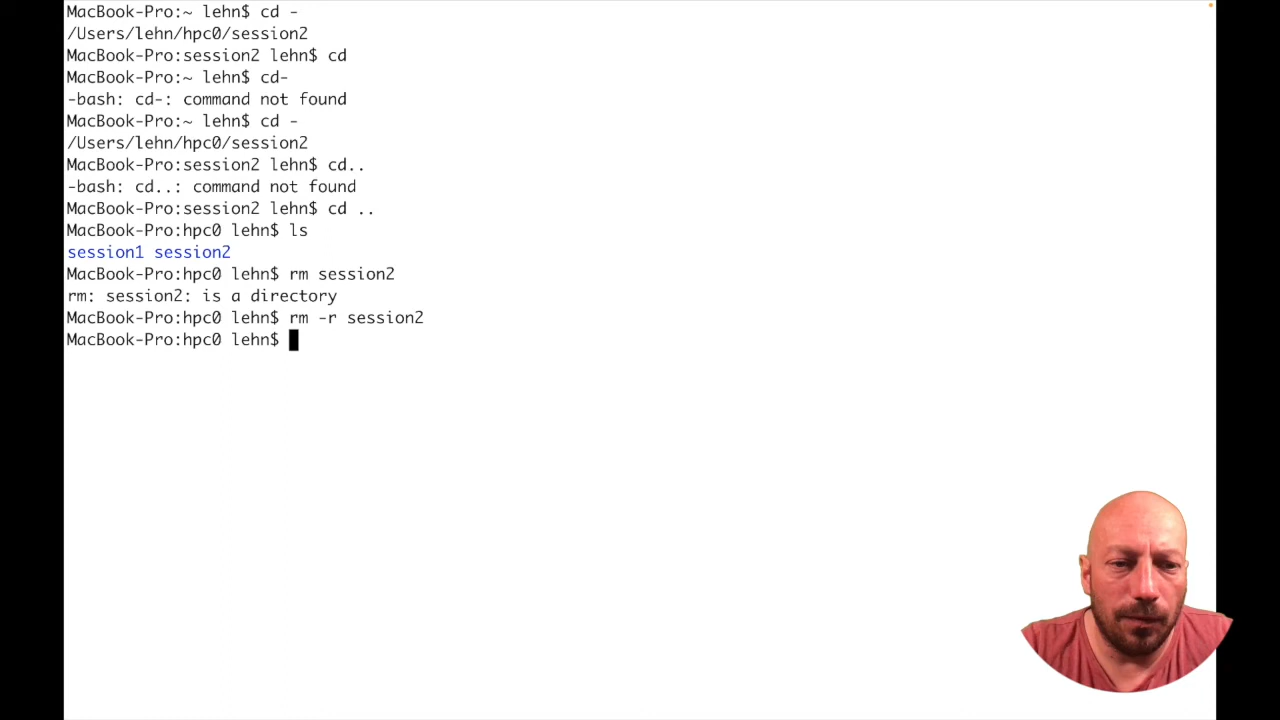 MacBook-Pro:~ lehn$ cd -
/Users/lehn/hpc0/session2
MacBook-Pro:session2 lehn$ cd
MacBook-Pro:~ lehn$ cd-
-bash: cd-: command not found
MacBook-Pro:~ lehn$ cd -
/Users/lehn/hpc0/session2
MacBook-Pro:session2 lehn$ cd..
-bash: cd..: command not found
MacBook-Pro:session2 lehn$ cd ..
MacBook-Pro:hpc0 lehn$ ls
session1 session2
MacBook-Pro:hpc0 lehn$ rm session2
rm: session2: is a directory
MacBook-Pro:hpc0 lehn$ rm -r session2
MacBook-Pro:hpc0 lehn$